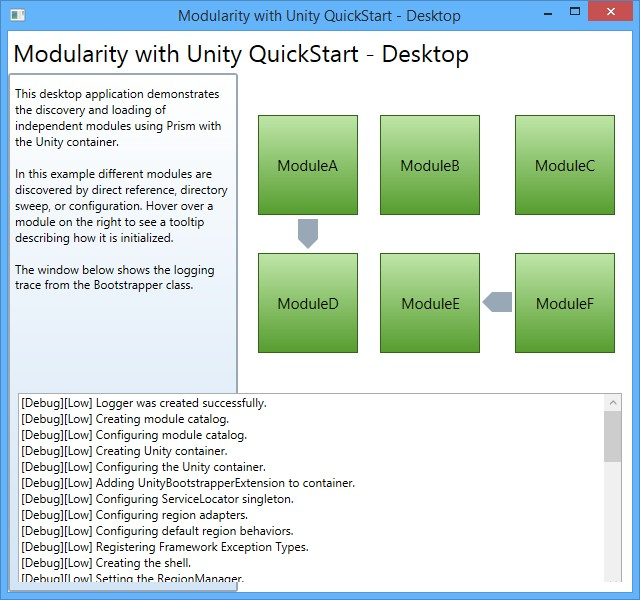 Modularity with Unity QuickStart - Desktop
Modularity with Unity QuickStart - Desktop
This desktop application demonstrates
the discovery and loading of
independent modules using Prism with
the Unity container.
In this example different modules are
discovered by direct reference, directory
sweep, or configuration. Hover over a
module on the right to see a tooltip
describing how it is initialized.
The window below shows the logging
trace from the Bootstrapper class.
ModuleA
ModuleB
ModuleC
ModuleD
ModuleE
ModuleF
[Debug][Low] Logger was created successfully.
[Debug][Low] Creating module catalog.
[Debug][Low] Configuring module catalog.
[Debug][Low] Creating Unity container.
[Debug][Low] Configuring the Unity container.
[Debug][Low] Adding UnityBootstrapperExtension to container.
[Debug][Low] Configuring ServiceLocator singleton.
[Debug][Low] Configuring region adapters.
[Debug][Low] Configuring default region behaviors.
[Debug][Low] Registering Framework Exception Types.
[Debug][Low] Creating the shell.
[Debug][Low] Setting the RegionManager.